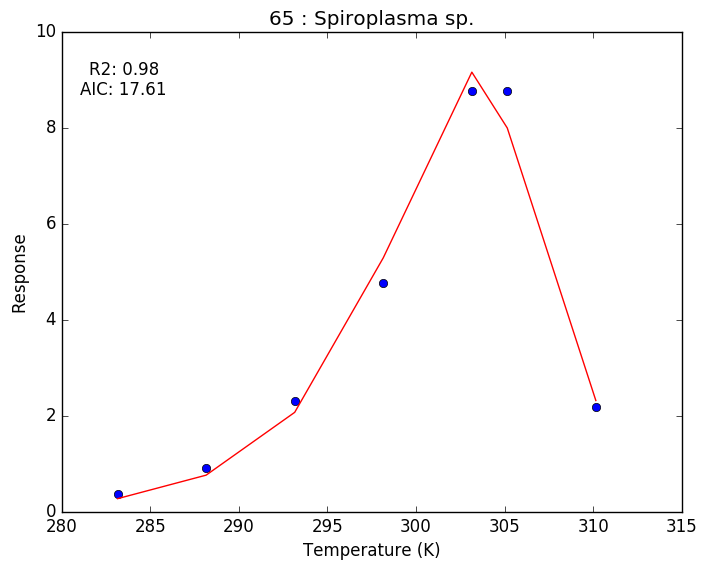 65 : Spiroplasma sp.
R2: 0.98
AIC: 17.61
Response
10
8
6
4
2
0
280 285 290 295 300 305 310 315
Temperature (K)